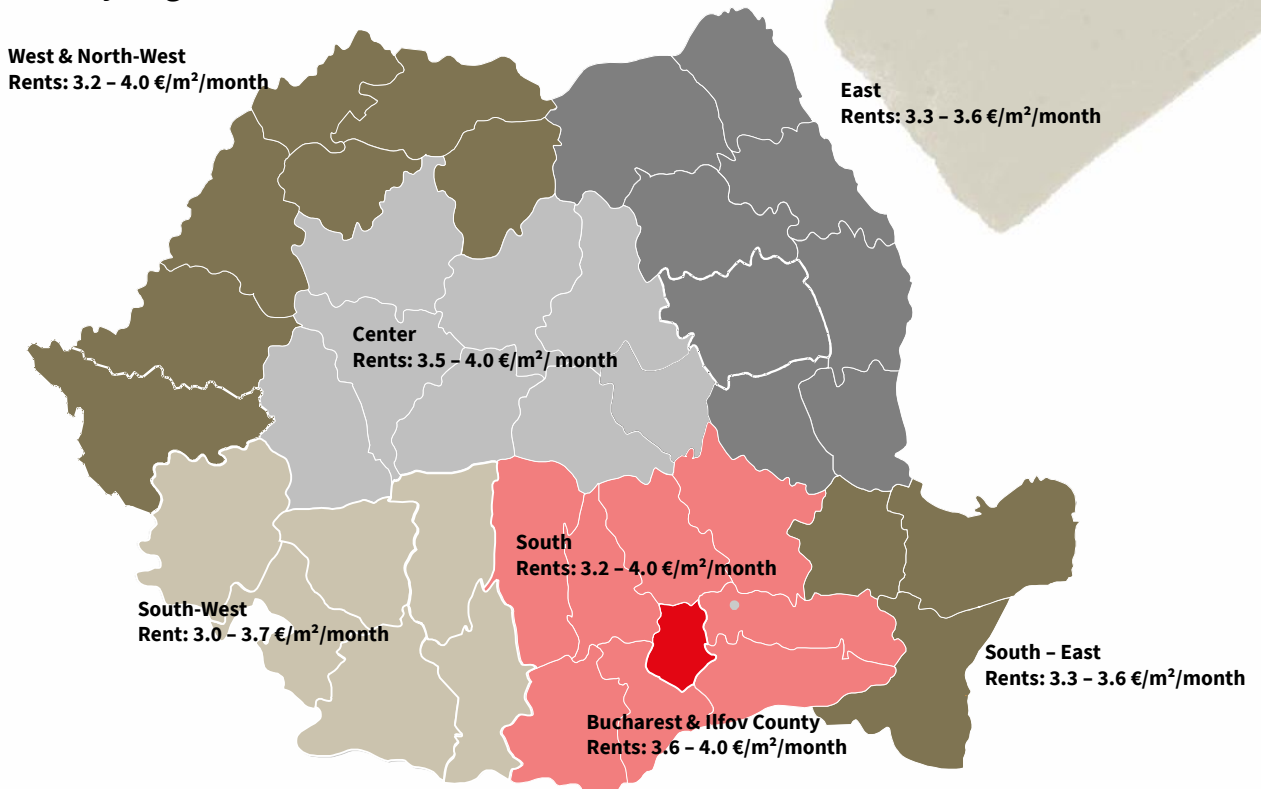 West & North-West
Rents: 3.2 – 4.0 €/m²/month
East
Rents: 3.3 – 3.6 €/m²/month
Center
Rents: 3.5 – 4.0 €/m²/ month
South
Rents: 3.2 – 4.0 €/m²/month
South-West
Rent: 3.0 – 3.7 €/m²/month
South – East
Rents: 3.3 – 3.6 €/m²/month
Bucharest & Ilfov County
Rents: 3.6 – 4.0 €/m²/month